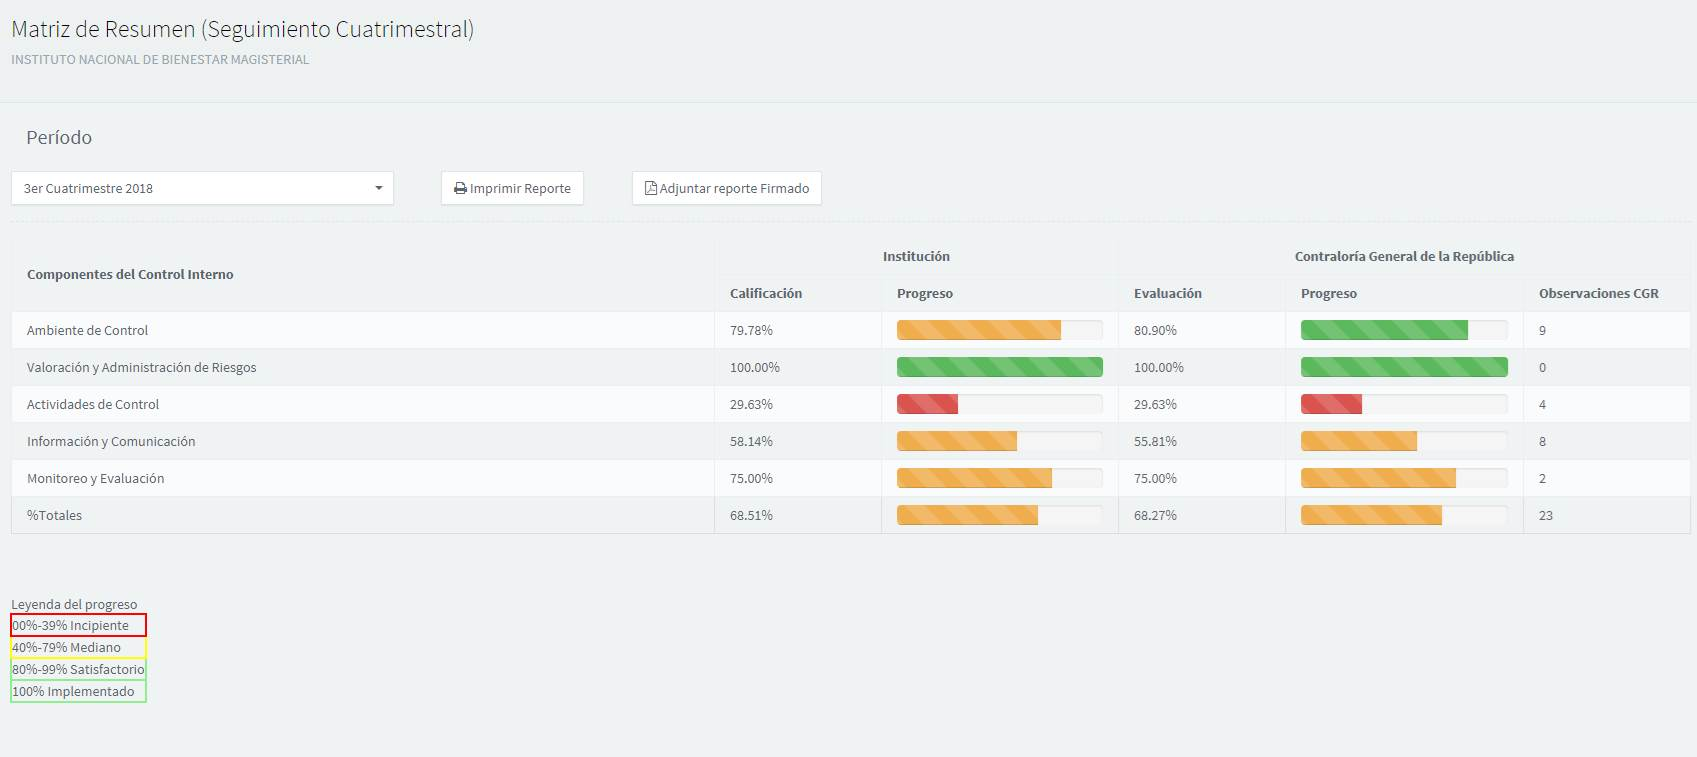 Matriz de Resumen (Seguimiento Cuatrimestral)
INSTITUTO NACIONAL DE BIENESTAR MAGISTERIAL
Período
3er Cuatrimestre 2018 Imprimir Reporte Adjuntar reporte Firmado
Componentes del Control Interno Institución Contraloría General de la República
Calificación Progreso Evaluación Progreso Observaciones CGR
Ambiente de Control 79.78% 80.90% 9
Valoración y Administración de Riesgos 100.00% 100.00% 0
Actividades de Control 29.63% 29.63% 4
Información y Comunicación 58.14% 55.81% 8
Monitoreo y Evaluación 75.00% 75.00% 2
%Totales 68.51% 68.27% 23
Leyenda del progreso
00%-39% Incipiente
40%-79% Mediano
80%-99% Satisfactorio
100% Implementado